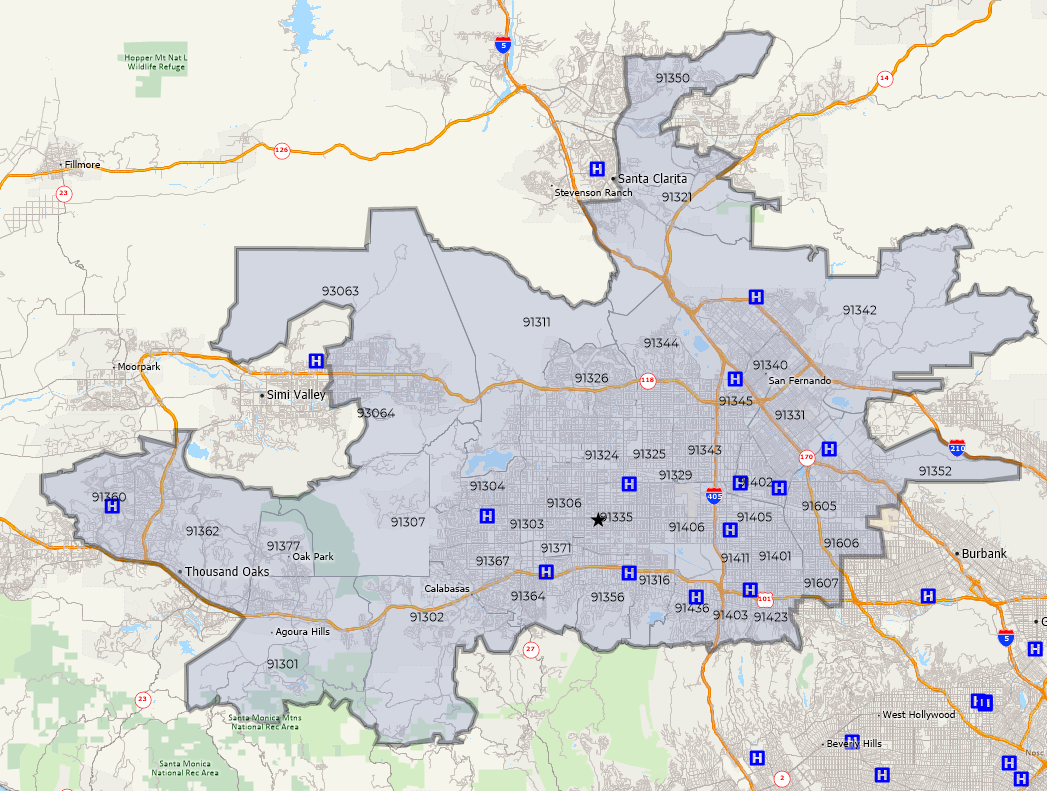 5
Hopper Mt Nat L
Wildlife Refuge
91350
14
126
Fillmore
H
Santa Clarita
23
Stevenson Ranch
91321
93063
H
91342
91311
91344
H
Moorpark
91340
91326
118
H
San Fernando
Simi Valley
91345
93064
91331
H
210
91324
91325
91343
170
91352
91329
91304
H
H
402
H
91360
H
91306
405
91605
H
91303
91335
91405
91307
91406
H
91362
91377
91371
91606
Oak Park
91367
91411
91401
Burbank
Thousand Oaks
H
H
91316
91607
Calabasas
91364
91356
H
H
101
H
91302
91436
91403
91423
G
Agoura Hills
5
27
H
91301
23
H
H
Santa Monica Mtns
National Rec Area
West Hollywood
H
Beverly Hills
Nosc
H
H
Santa Monica
National Rec Area
2
H
H